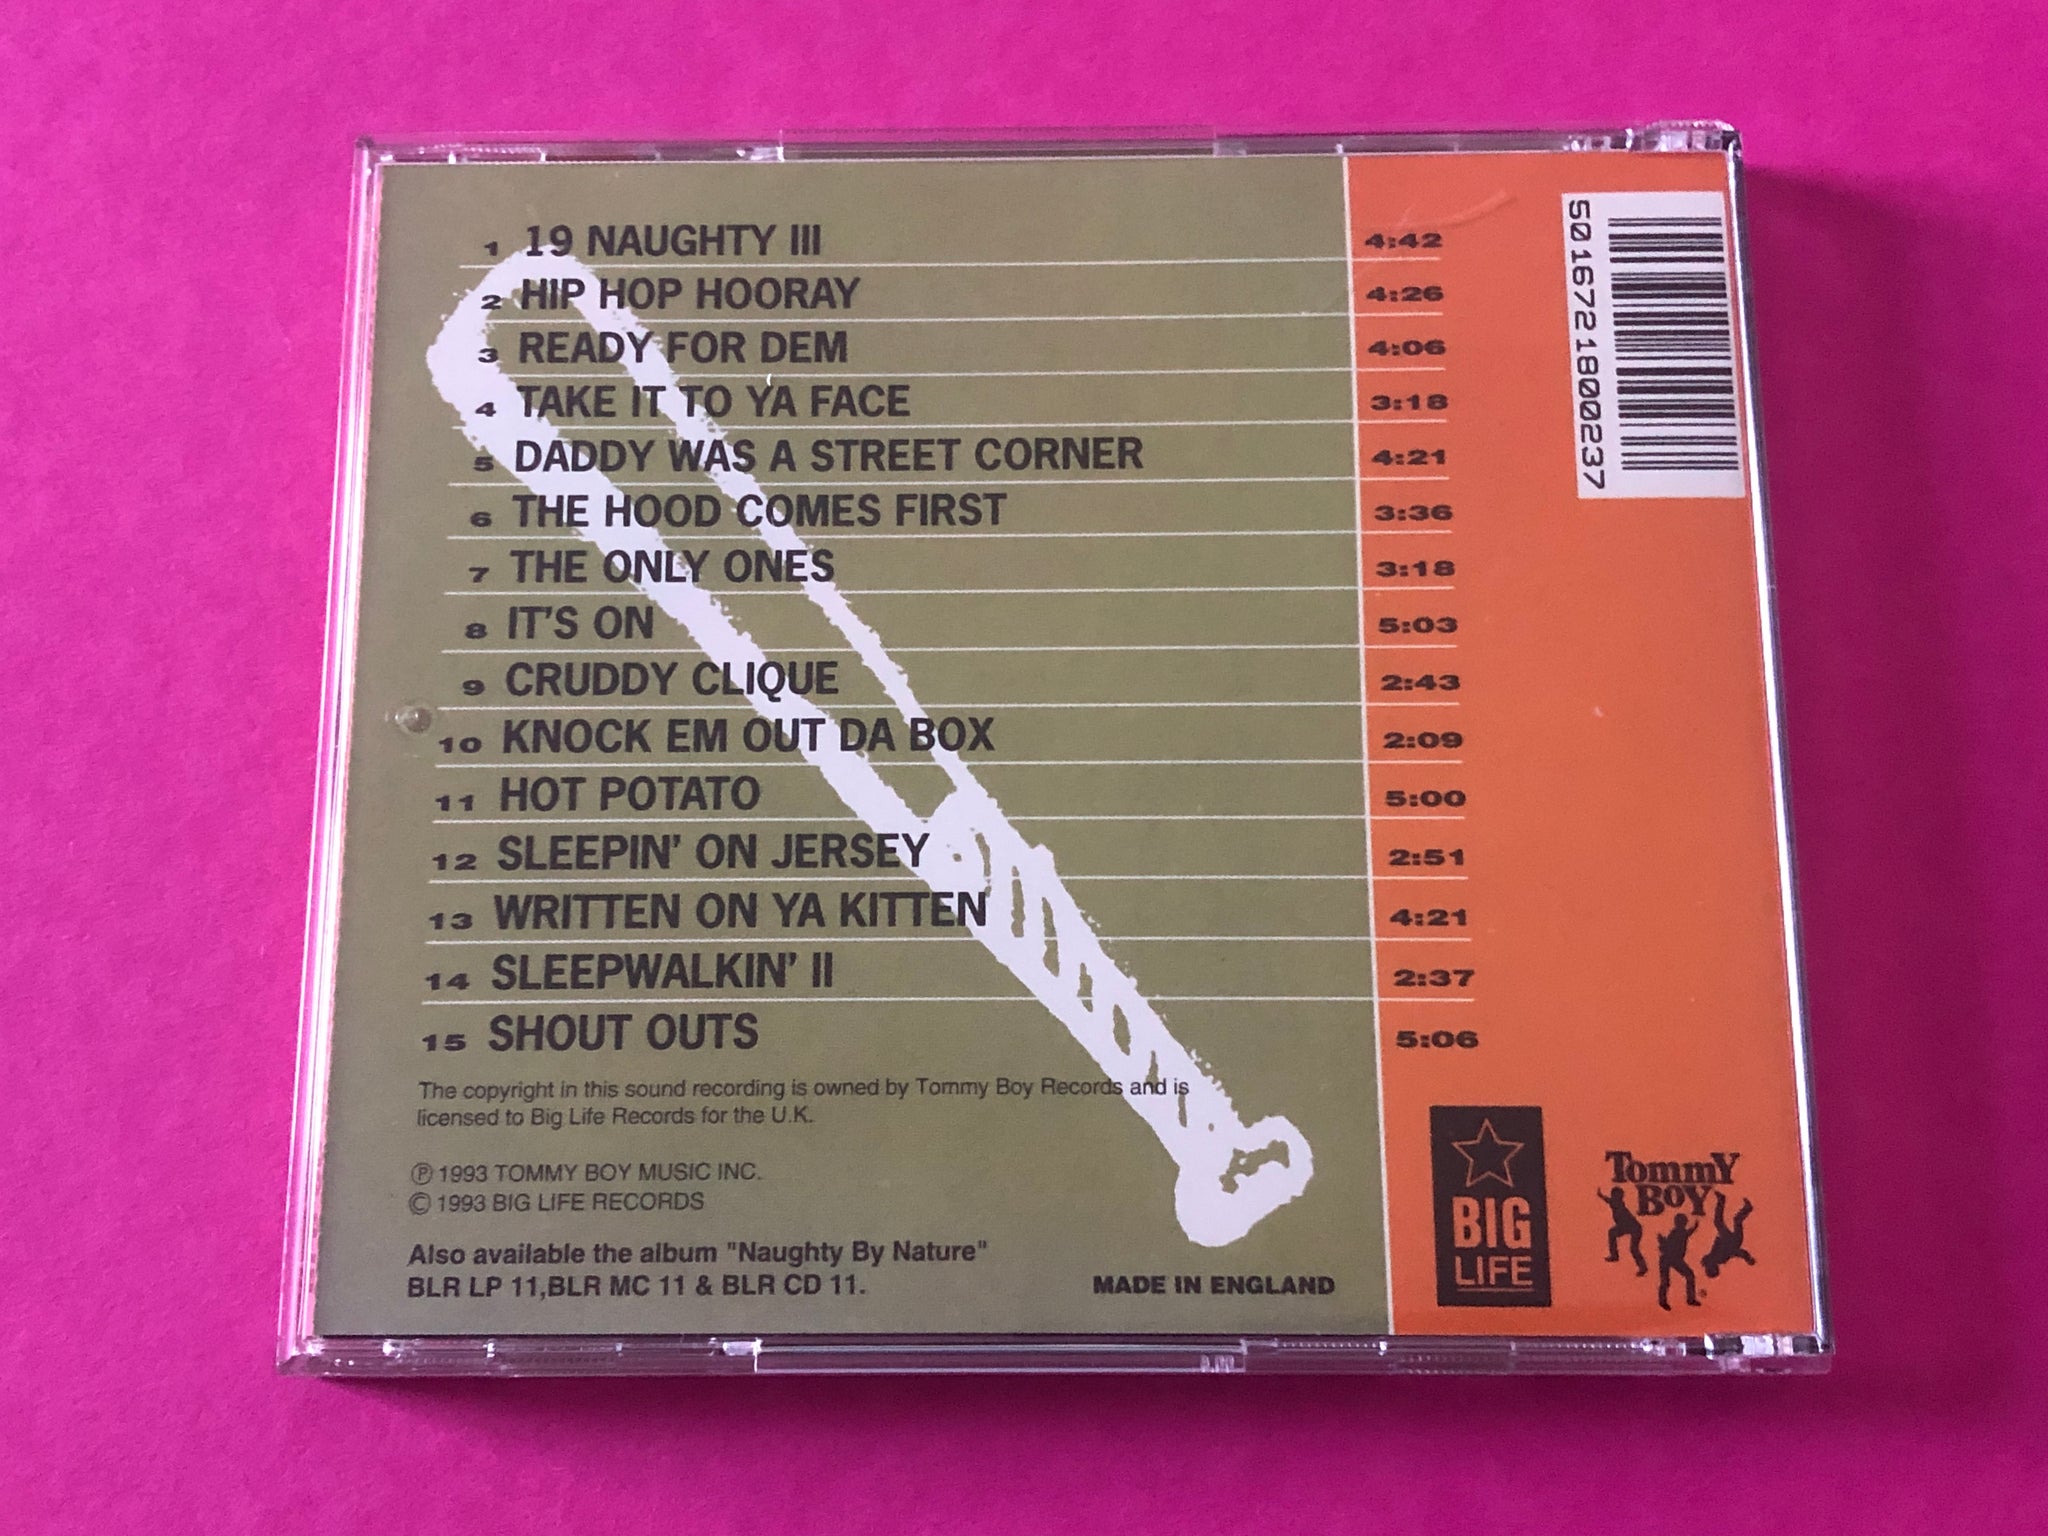 1 19 NAUGHTY III 4:42
2 HIP HOP HOORAY 4:26
3 READY FOR DEM 4:06
4 TAKE IT TO YA FACE 3:18
5 DADDY WAS A STREET CORNER 4:21
6 THE HOOD COMES FIRST 3:36
7 THE ONLY ONES 3:18
8 IT'S ON 5:03
9 CRUDDY CLIQUE 2:43
10 KNOCK EM OUT DA BOX 2:09
11 HOT POTATO 5:00
12 SLEEPIN' ON JERSEY 2:51
13 WRITTEN ON YA KITTEN 4:21
14 SLEEPWALKIN' II 2:37
15 SHOUT OUTS 5:06
The copyright in this sound recording is owned by Tommy Boy Records and is
licensed to Big Life Records for the U.K.
℗ 1993 TOMMY BOY MUSIC INC.
© 1993 BIG LIFE RECORDS
Also available the album "Naughty By Nature"
BLR LP 11,BLR MC 11 & BLR CD 11.
MADE IN ENGLAND
5 016721 800237
BIG
LIFE
TOMMY
BOY
®